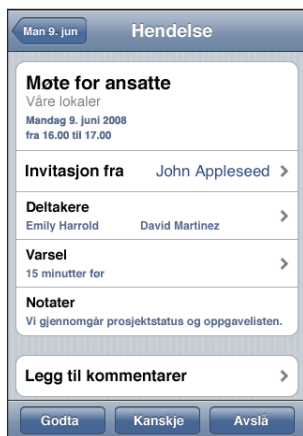 Man 9. jun
Hendelse
Møte for ansatte
Våre lokaler
Mandag 9. juni 2008
fra 16.00 til 17.00
Invitasjon fra John Appleseed
Deltakere
Emily Harrold David Martinez
Varsel
15 minutter før
Notater
Vi gjennomgår prosjektstatus og oppgavelisten.
Legg til kommentarer
Godta Kanskje Avslå